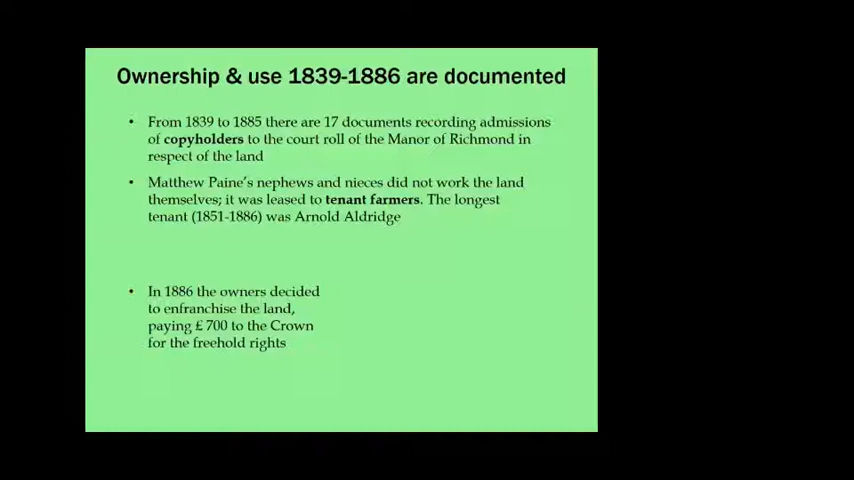 Ownership & use 1839-1886 are documented
• From 1839 to 1885 there are 17 documents recording admissions
of copyholders to the court roll of the Manor of Richmond in
respect of the land
• Matthew Paine's nephews and nieces did not work the land
themselves; it was leased to tenant farmers. The longest
tenant (1851-1886) was Arnold Aldridge
• In 1886 the owners decided
to enfranchise the land,
paying £700 to the Crown
for the freehold rights